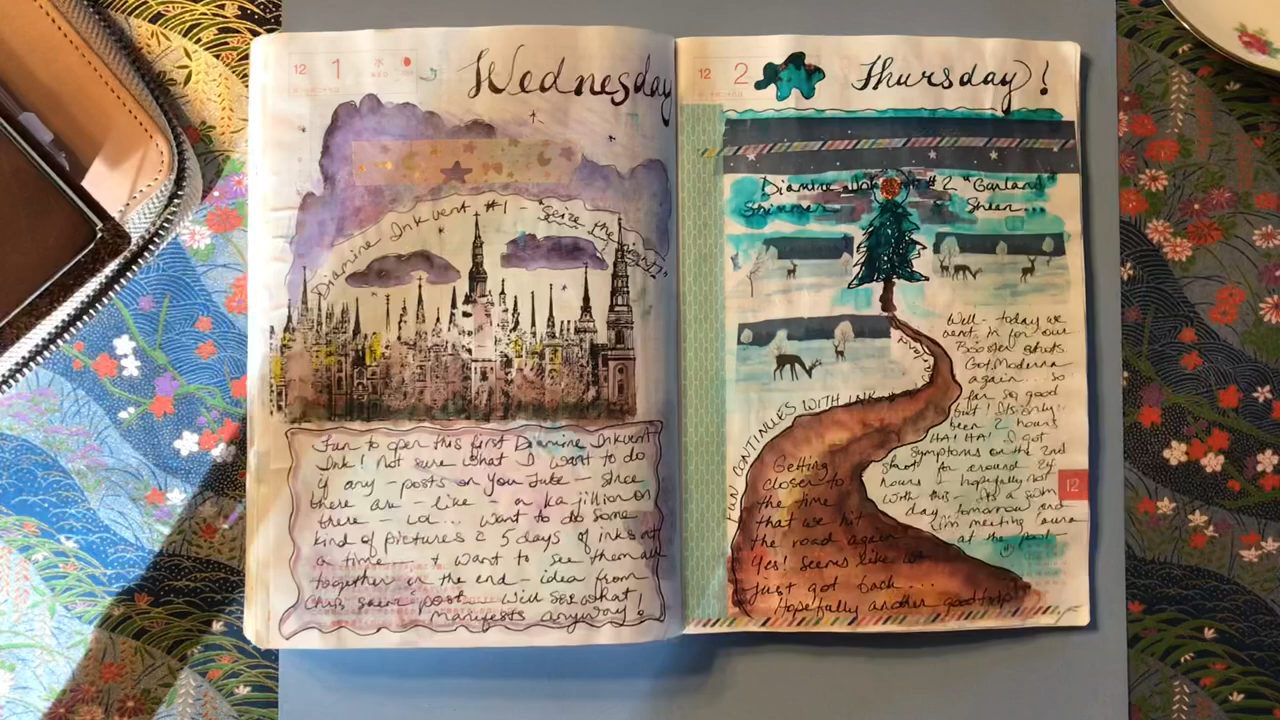 12 1 水
Wednesday
Diamine Inkvent #1 - "Seize the Night"
Fun to open this first Diamine Inkvent
Ink! Not sure what I want to do
if any - posts on You Tube - since
there are - like - a ka jillion on
there - LOL... Want to do some
kind of pictures 2 5 days of inks at
a time... want to see them all
together in the end - idea from
Chris post. Will see what
manifests anyway!
12 2
Thursday!
Diamine Inkvent #2 "Garland"
Shimmer & Sheen...
Well - today we
went in for our
Booster shots
Got Moderna
again... so
far so good
but! Its only
been 2 hours
HA! HA! I got
symptoms on the 2nd
shot for around 24
hours - hopefully not
with this - Its a swim
day tomorrow and
I'm meeting Laura
at the pool
FUN CONTINUES WITH INK
Getting
closer to
the time
that we hit
the road again
Yes! Seems like we
just got back...
Hopefully another good trip!
12